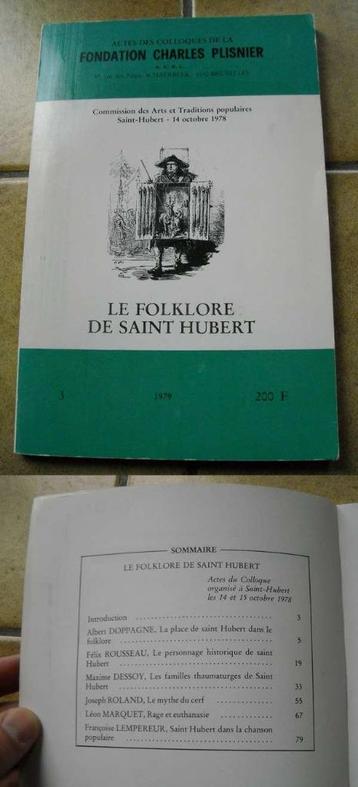 ACTES DES COLLOQUES DE LA
FONDATION CHARLES PLISNIER
Commission des Arts et Traditions populaires
Saint-Hubert - 14 octobre 1978
LE FOLKLORE
DE SAINT HUBERT
3 1979 200 F
SOMMAIRE
LE FOLKLORE DE SAINT HUBERT
Actes du Colloque
organisé à Saint-Hubert
les 14 et 15 octobre 1978
Introduction .................... 3
Albert DOPPAGNE, La place de saint Hubert dans le
folklore .................... 5
Félix ROUSSEAU, Le personnage historique de saint
Hubert .................... 19
Maxime DESSOY, Les familles thaumaturges de Saint
Hubert .................... 33
Joseph ROLAND, Le mythe du cerf .................... 55
Léon MARQUET, Rage et euthanasie .................... 67
Françoise LEMPEREUR, Saint Hubert dans la chanson
populaire .................... 79